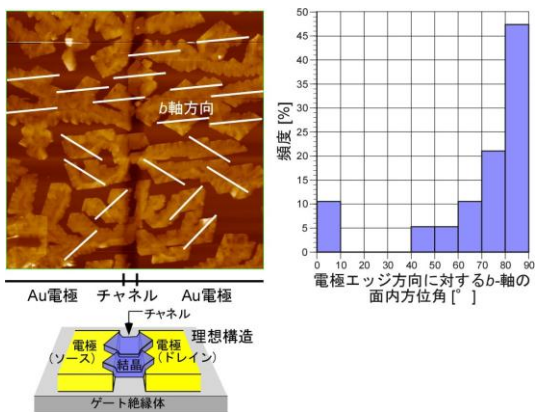 b軸方向
Au電極 チャネル Au電極
チャネル
理想構造
電極
(ソース)
電極
(ドレイン)
結晶
ゲート絶縁体
頻度 [%]
50
45
40
35
30
25
20
15
10
5
0
0 10 20 30 40 50 60 70 80 90
電極エッジ方向に対するb-軸の
面内方位角 [°]